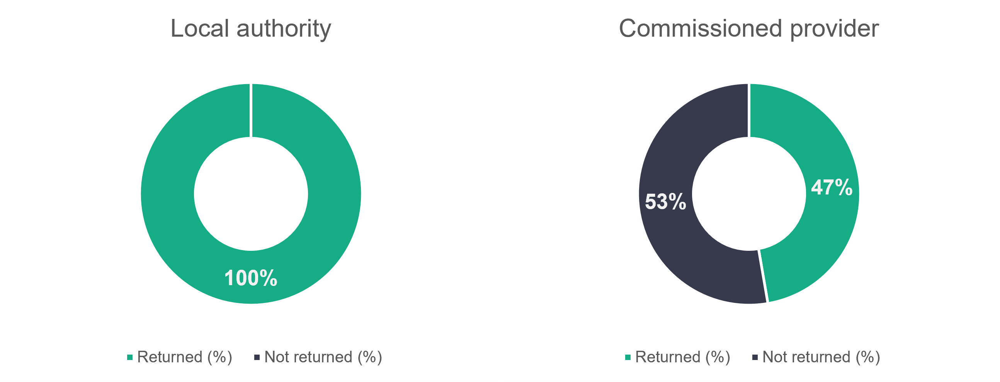 Local authority
100%
Returned (%)
Not returned (%)
Commissioned provider
47%
53%
Returned (%)
Not returned (%)